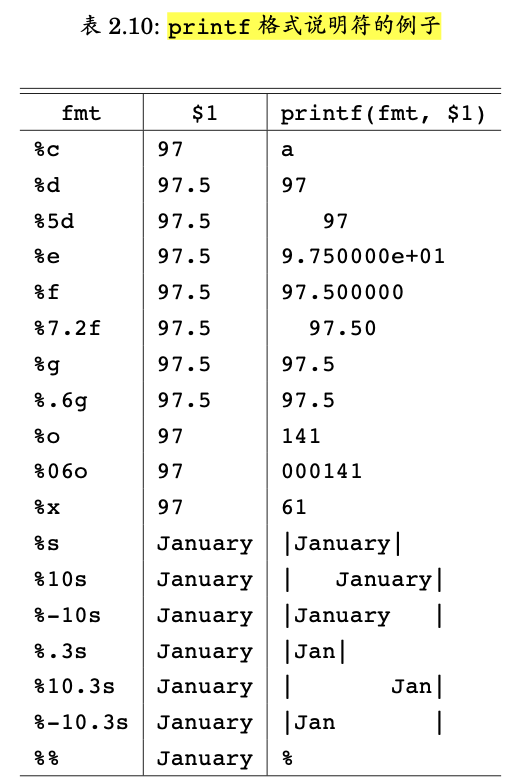 表 2.10: printf 格式说明符的例子
fmt $1 printf(fmt, $1)
%c 97 a
%d 97.5 97
%5d 97.5    97
%e 97.5 9.750000e+01
%f 97.5 97.500000
%7.2f 97.5   97.50
%g 97.5 97.5
%.6g 97.5 97.5
%o 97 141
%06o 97 000141
%x 97 61
%s January |January|
%10s January |   January|
%-10s January |January   |
%.3s January |Jan|
%10.3s January |       Jan|
%-10.3s January |Jan       |
%% January %